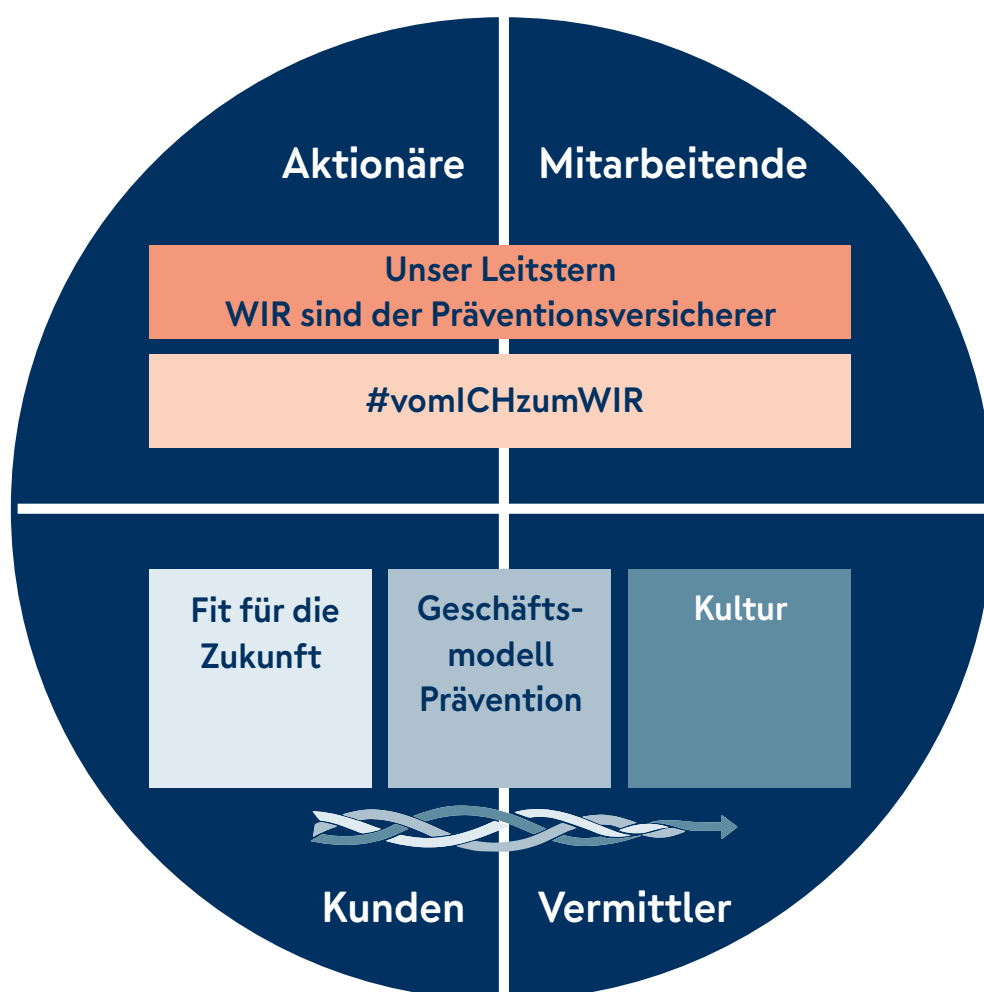 Aktionäre
Mitarbeitende
Unser Leitstern
WIR sind der Präventionsversicherer
#vomICHzumWIR
Fit für die
Zukunft
Geschäfts-
modell
Prävention
Kultur
Kunden
Vermittler